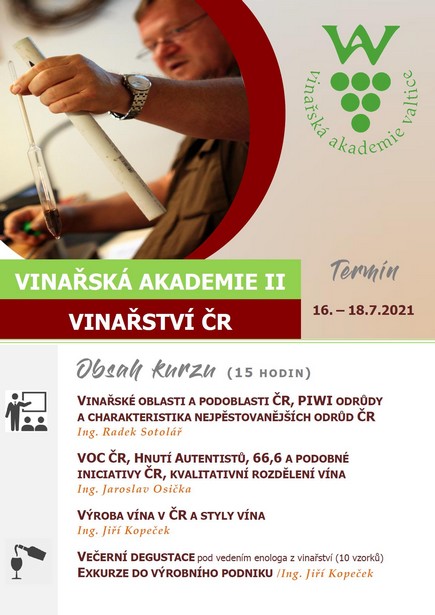 W
vinařská akademie valtice
VINAŘSKÁ AKADEMIE II
VINAŘSTVÍ ČR
Termín
16. – 18.7.2021
Obsah kurzu (15 HODIN)
VINAŘSKÉ OBLASTI A PODOBLASTI ČR, PIWI ODRŮDY
A CHARAKTERISTIKA NEJPĚSTOVANĚJŠÍCH ODRŮD ČR
Ing. Radek Sotolář
VOC ČR, HNUTÍ AUTENTISTŮ, 66,6 A PODOBNÉ
INICIATIVY ČR, KVALITATIVNÍ ROZDĚLENÍ VÍNA
Ing. Jaroslav Osička
VÝROBA VÍNA V ČR A STYLY VÍNA
Ing. Jiří Kopeček
VEČERNÍ DEGUSTACE pod vedením enologa z vinařství (10 vzorků)
EXKURZE DO VÝROBNÍHO PODNIKU /Ing. Jiří Kopeček